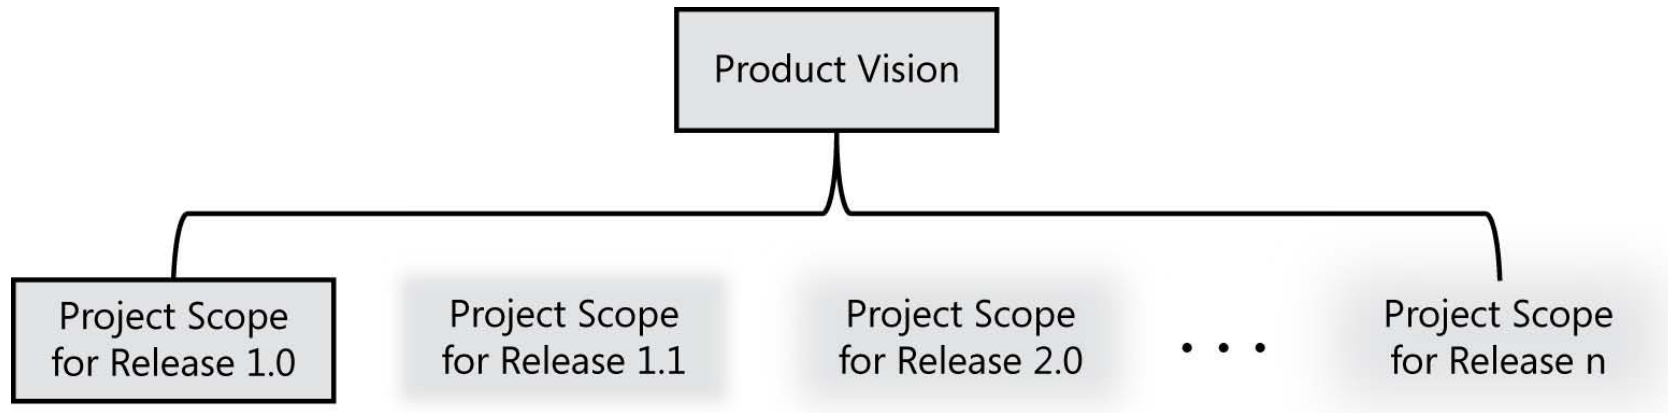 Product Vision
Project Scope
for Release 1.0
Project Scope
for Release 1.1
Project Scope
for Release 2.0
. . .
Project Scope
for Release n